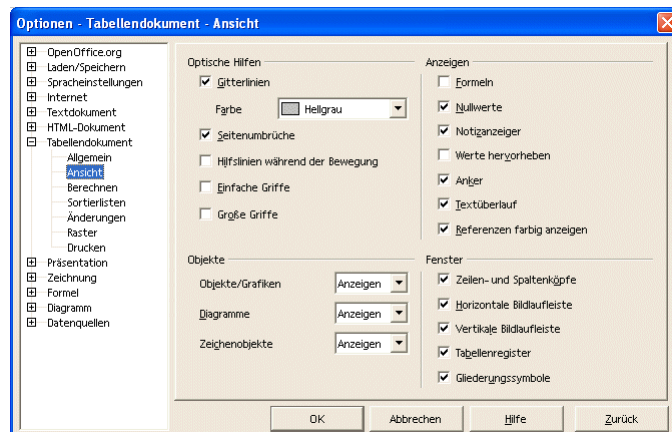 Optionen - Tabellendokument - Ansicht
OpenOffice.org
Laden/Speichern
Spracheinstellungen
Internet
Textdokument
HTML-Dokument
Tabellendokument
Allgemein
Ansicht
Berechnen
Sortierlisten
Änderungen
Raster
Drucken
Präsentation
Zeichnung
Formel
Diagramm
Datenquellen
Optische Hilfen
Gitterlinien
Farbe Hellgrau
Seitenumbrüche
Hilfslinien während der Bewegung
Einfache Griffe
Große Griffe
Anzeigen
Formeln
Nullwerte
Notizanzeiger
Werte hervorheben
Anker
Textüberlauf
Referenzen farbig anzeigen
Objekte
Objekte/Grafiken Anzeigen
Diagramme Anzeigen
Zeichenobjekte Anzeigen
Fenster
Zeilen- und Spaltenköpfe
Horizontale Bildlaufleiste
Vertikale Bildlaufleiste
Tabellenregister
Gliederungssymbole
OK Abbrechen Hilfe Zurück